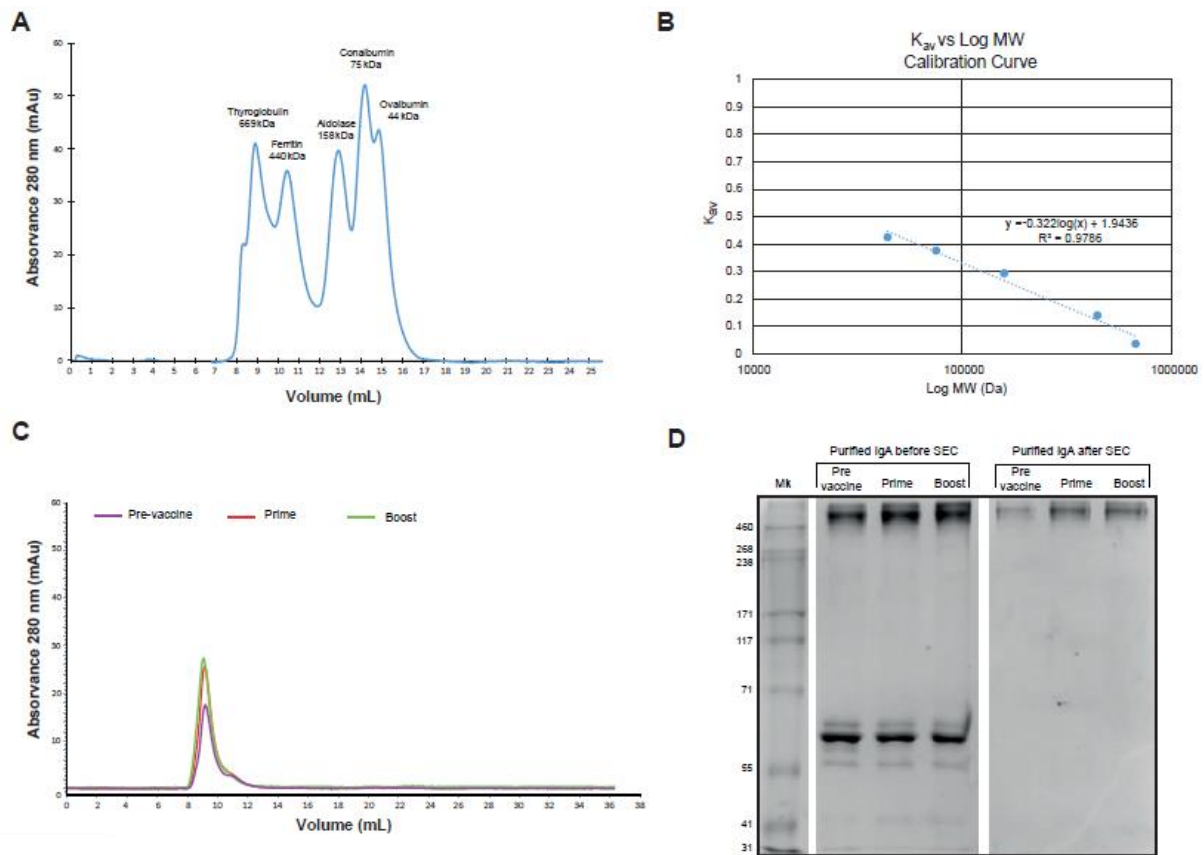 A
Absorvance 280 nm (mAu)
60
50
40
30
20
10
0
Thyroglobulin
669kDa
Ferritin
440kDa
Aldolase
158kDa
Conalbumin
75 kDa
Ovalbumin
44 kDa
0 1 2 3 4 5 6 7 8 9 10 11 12 13 14 15 16 17 18 19 20 21 22 23 24 25
Volume (mL)
B
Kav vs Log MW
Calibration Curve
Kav
1
0.9
0.8
0.7
0.6
0.5
0.4
0.3
0.2
0.1
0
y =-0.322log(x) + 1.9436
R² = 0.9786
10000 100000 1000000
Log MW (Da)
C
Absorvance 280 nm (mAu)
60
50
40
30
20
10
0
Pre-vaccine Prime Boost
0 2 4 6 8 10 12 14 16 18 20 22 24 26 28 30 32 34 36 38
Volume (mL)
D
Purified IgA before SEC Purified IgA after SEC
Mk Pre vaccine Prime Boost Pre vaccine Prime Boost
460
268
238
171
117
71
55
41
31